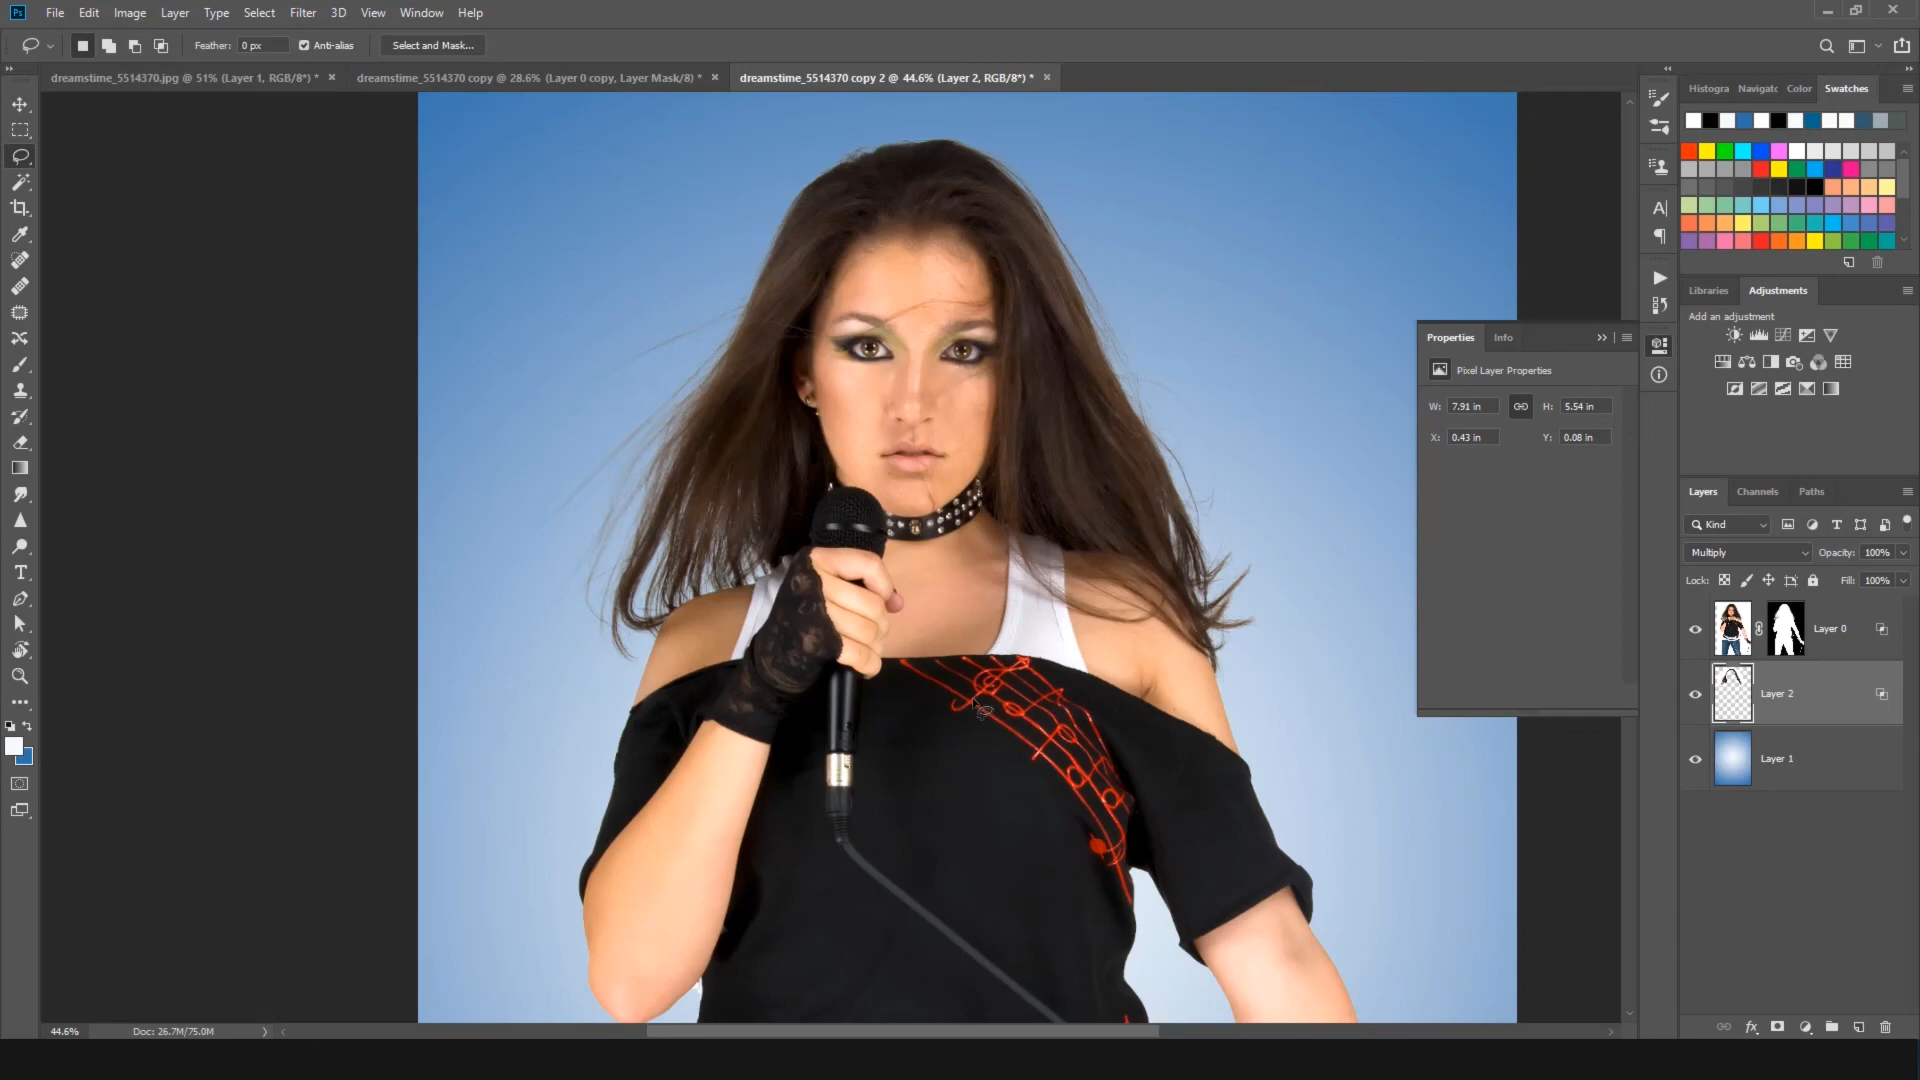 Ps File Edit Image Layer Type Select Filter 3D View Window Help
Feather: 0 px Anti-alias Select and Mask...
dreamstime_5514370.jpg @ 51% (Layer 1, RGB/8*) * dreamstime_5514370 copy @ 28.6% (Layer 0 copy, Layer Mask/8) * dreamstime_5514370 copy 2 @ 44.6% (Layer 2, RGB/8*) *
Histogra Navigatc Color Swatches
Libraries Adjustments
Add an adjustment
Properties Info
Pixel Layer Properties
W: 7.91 in H: 5.54 in
X: 0.43 in Y: 0.08 in
Layers Channels Paths
Kind
Multiply Opacity: 100%
Lock: Fill: 100%
Layer 0
Layer 2
Layer 1
44.6% Doc: 26.7M/75.0M